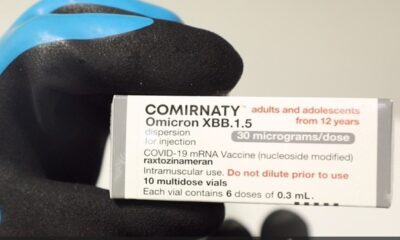 COMIRNATY™ adults and adolescents
Omicron XBB.1.5 from 12 years
dispersion 30 micrograms/dose
for injection
COVID-19 mRNA Vaccine (nucleoside modified)
raxtozinameran
Intramuscular use. Do not dilute prior to use
10 multidose vials
Each vial contains 6 doses of 0.3 mL.